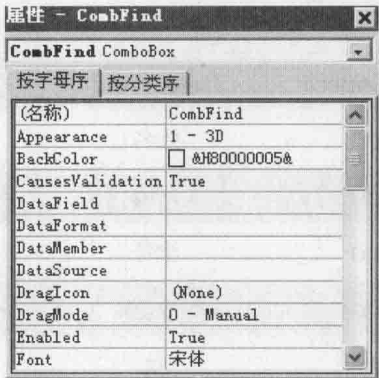 属性 - CombFind
CombFind ComboBox
按字母序 按分类序
(名称) CombFind
Appearance 1 - 3D
BackColor &H80000005&
CausesValidation True
DataField
DataFormat
DataMember
DataSource
DragIcon (None)
DragMode 0 - Manual
Enabled True
Font 宋体